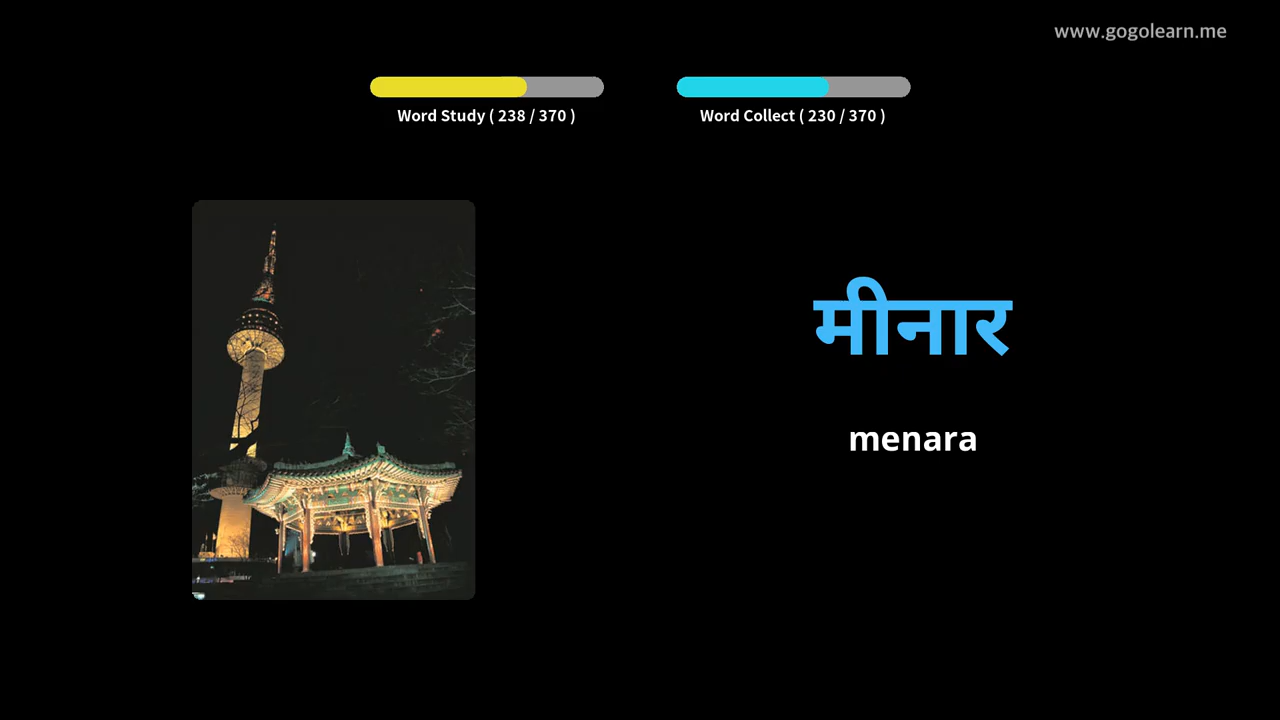 www.gogolearn.me
Word Study ( 238 / 370 )
Word Collect ( 230 / 370 )
मीनार
menara